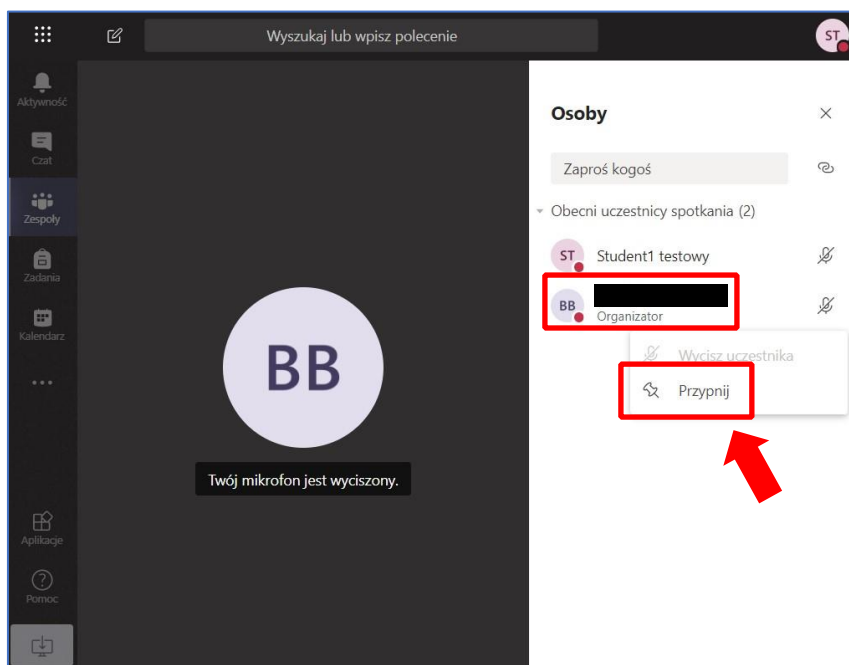 Wyszukaj lub wpisz polecenie
ST
Aktywność
Czat
Zespoły
Zadania
Kalendarz
Aplikacje
Pomoc
BB
Twój mikrofon jest wyciszony.
Osoby
Zaproś kogoś
Obecni uczestnicy spotkania (2)
ST Student1 testowy
BB
Organizator
Wycisz uczestnika
Przypnij